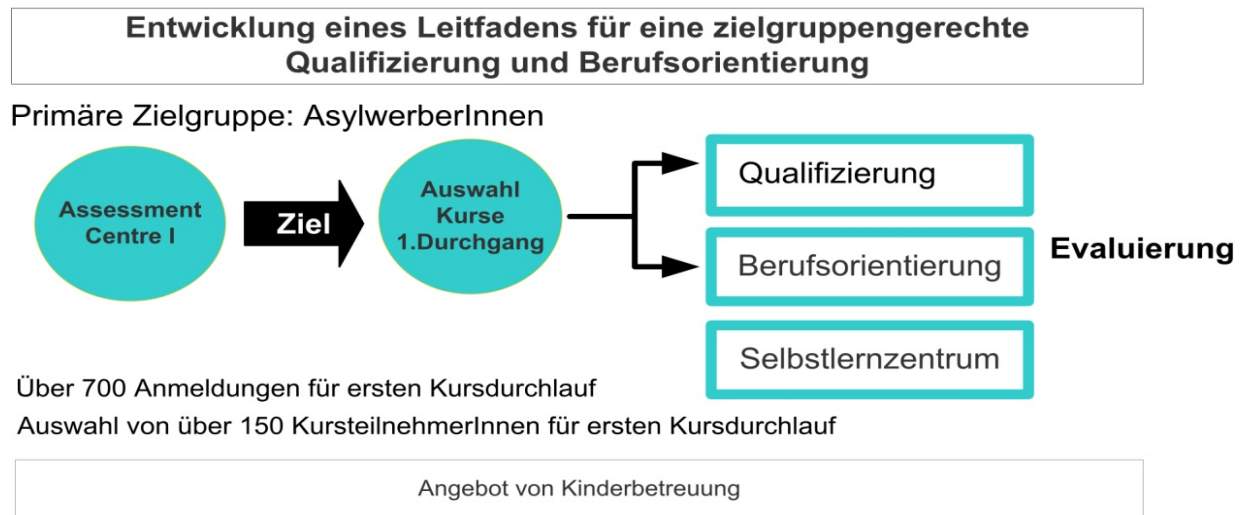 Entwicklung eines Leitfadens für eine zielgruppengerechte
Qualifizierung und Berufsorientierung
Primäre Zielgruppe: AsylwerberInnen
Assessment
Centre I
Ziel
Auswahl
Kurse
1.Durchgang
Qualifizierung
Berufsorientierung
Selbstlernzentrum
Evaluierung
Über 700 Anmeldungen für ersten Kursdurchlauf
Auswahl von über 150 KursteilnehmerInnen für ersten Kursdurchlauf
Angebot von Kinderbetreuung